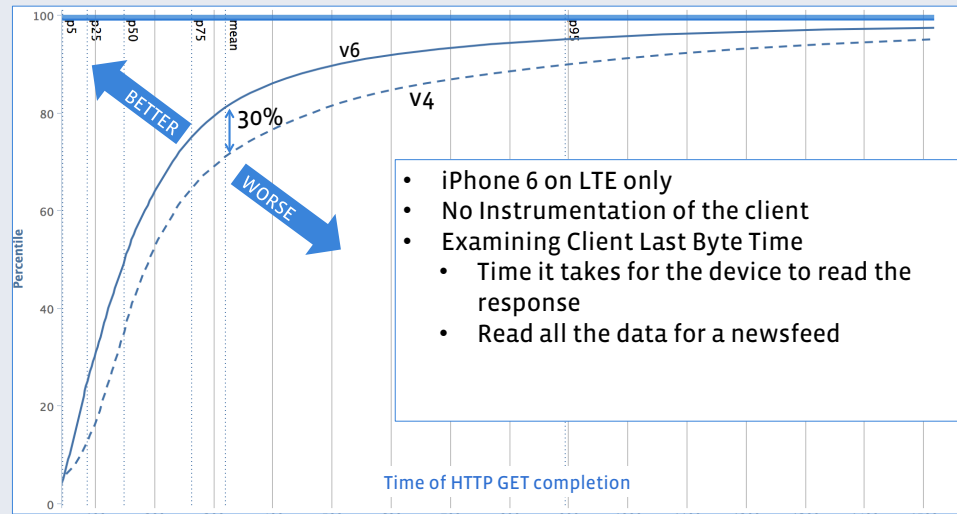 100
p5
p25
p50
p75
mean
p95
v6
BETTER
30%
v4
80
WORSE
• iPhone 6 on LTE only
• No Instrumentation of the client
• Examining Client Last Byte Time
• Time it takes for the device to read the
response
• Read all the data for a newsfeed
60
Percentile
40
20
Time of HTTP GET completion
0